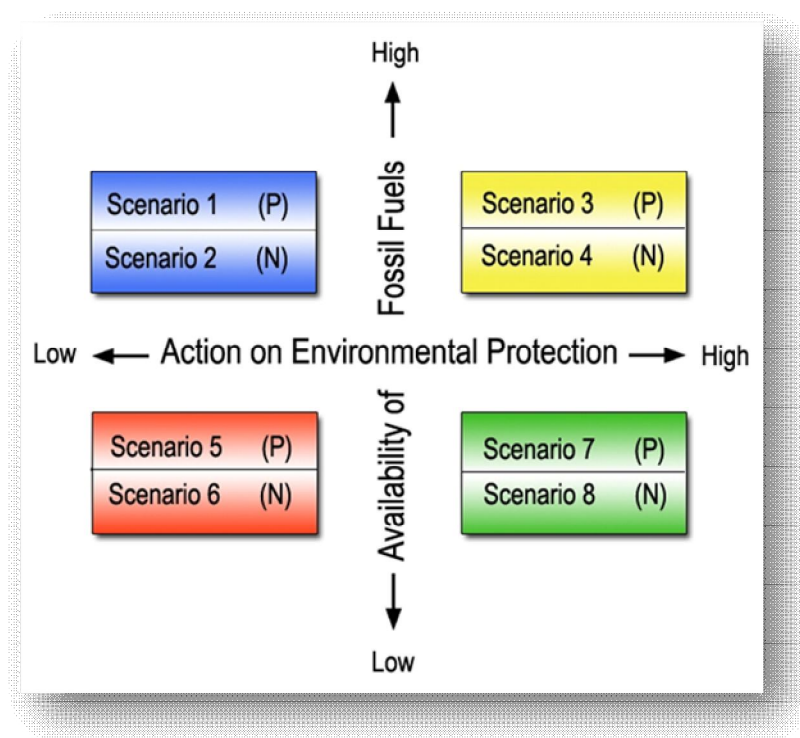 High
Fossil Fuels
Scenario 1 (P)
Scenario 2 (N)
Scenario 3 (P)
Scenario 4 (N)
Low
Action on Environmental Protection
High
Availability of
Scenario 5 (P)
Scenario 6 (N)
Scenario 7 (P)
Scenario 8 (N)
Low